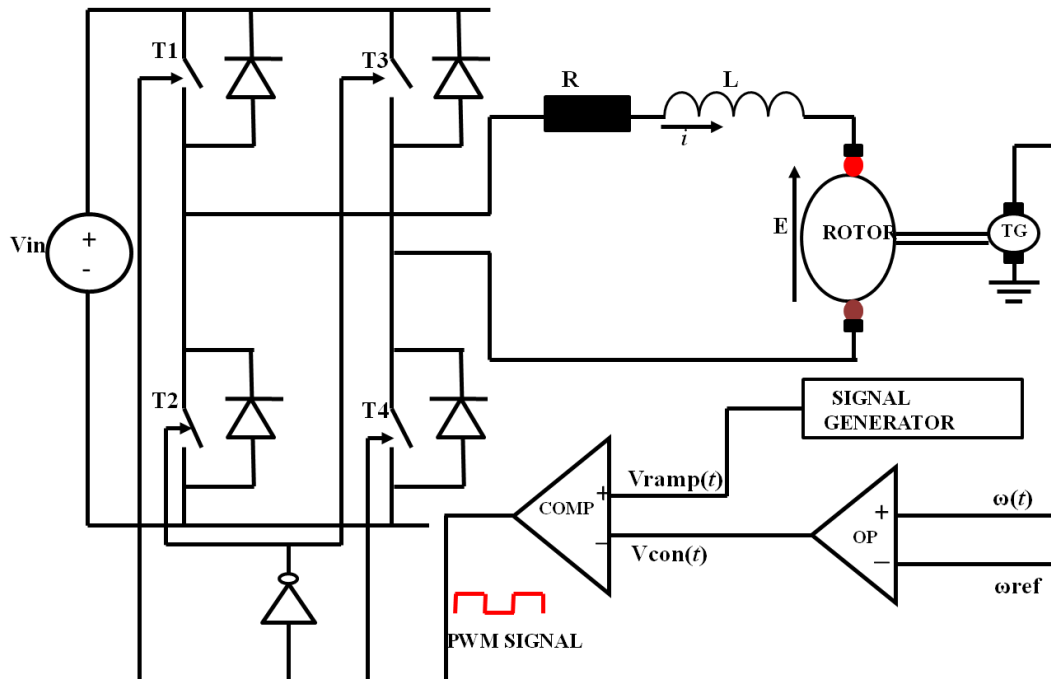 T1
T3
R
L
i
Vin
+
-
E
ROTOR
TG
T2
T4
SIGNAL
GENERATOR
Vramp(t)
COMP
+
−
Vcon(t)
OP
+
−
ω(t)
ωref
PWM SIGNAL